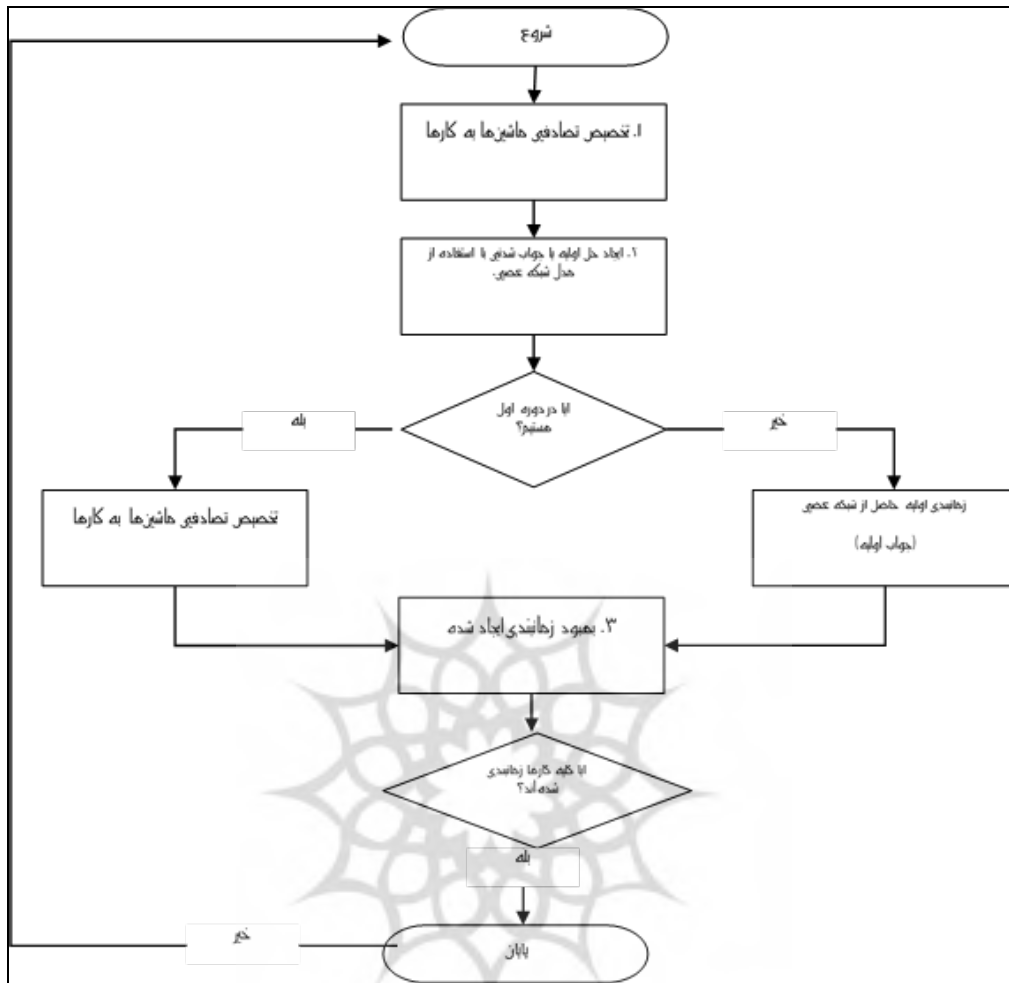 شروع
۱. تخصیص تصادفی ماشین‌ها به کارها
۲. ایجاد حل اولیه یا جواب شدنی با استفاده از
مدل شبکه عصبی.
ایا در دوره اول
هستیم؟
بله
خیر
تخصیص تصادفی ماشین‌ها به کارها
زمانبندی اولیه حاصل از شبکه عصبی
(جواب اولیه)
۳. بهبود زمانبندی ایجاد شده
ایا کلیه کارها زمانبندی
شده‌اند؟
بله
خیر
پایان